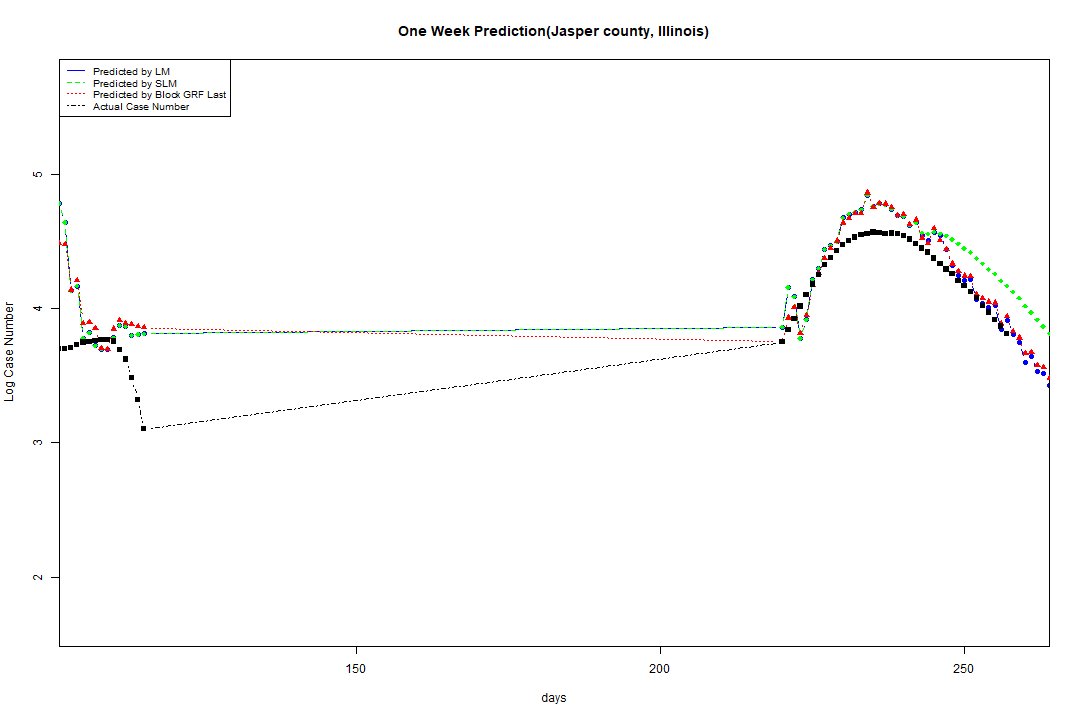 One Week Prediction(Jasper county, Illinois)
Predicted by LM
Predicted by SLM
Predicted by Block GRF Last
Actual Case Number
Log Case Number
5
4
3
2
150
200
250
days